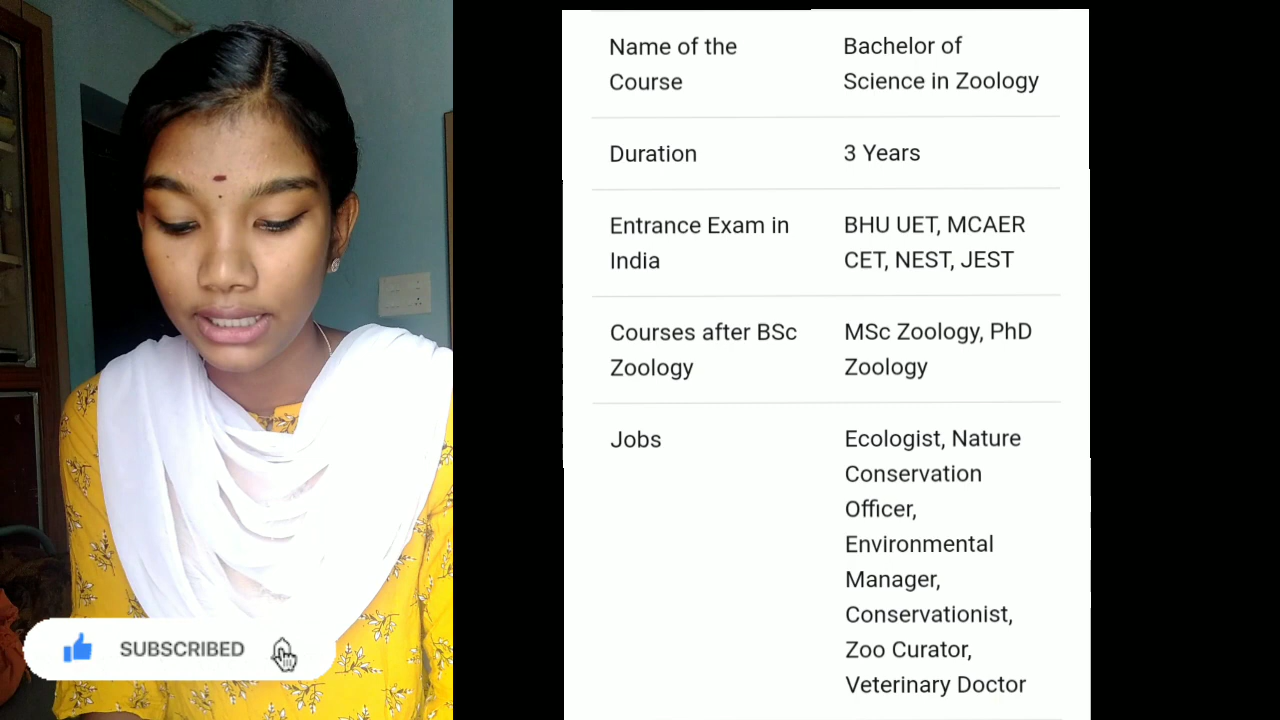 Name of the
Course
Bachelor of
Science in Zoology
Duration
3 Years
Entrance Exam in
India
BHU UET, MCAER
CET, NEST, JEST
Courses after BSc
Zoology
MSc Zoology, PhD
Zoology
Jobs
Ecologist, Nature
Conservation
Officer,
Environmental
Manager,
Conservationist,
Zoo Curator,
Veterinary Doctor
SUBSCRIBED